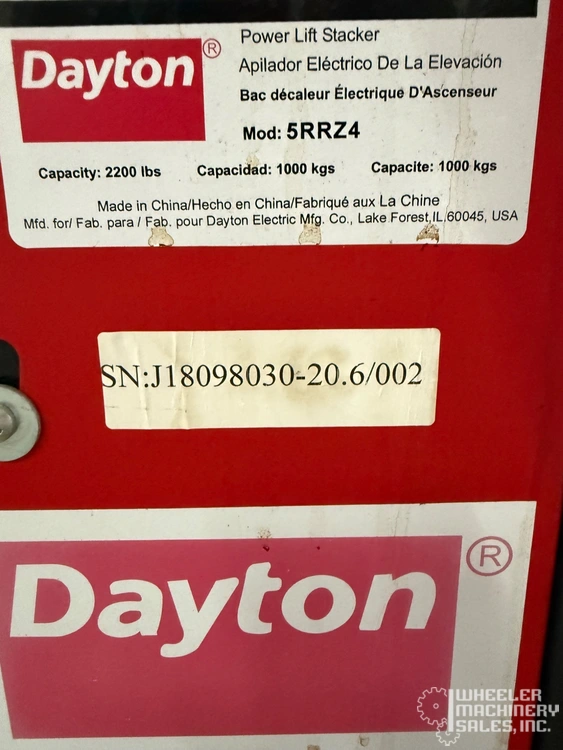 Dayton®
Power Lift Stacker
Apilador Eléctrico De La Elevación
Bac décaleur Électrique D'Ascenseur
Mod: 5RRZ4
Capacity: 2200 lbs Capacidad: 1000 kgs Capacite: 1000 kgs
Made in China/Hecho en China/Fabriqué aux La Chine
Mfd. for/ Fab. para / Fab. pour Dayton Electric Mfg. Co., Lake Forest,IL,60045, USA
SN:J18098030-20.6/002
Dayton®
WHEELER
MACHINERY
SALES, INC.